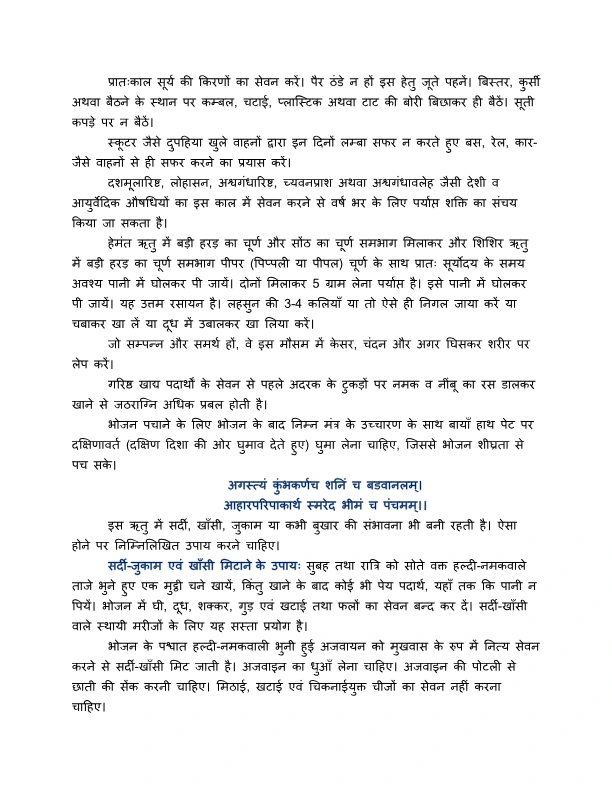 प्रातःकाल सूर्य की किरणों का सेवन करें। पैर ठंडे न हों इस हेतु जूते पहनें। बिस्तर, कुर्सी
अथवा बैठने के स्थान पर कम्बल, चटाई, प्लास्टिक अथवा टाट की बोरी बिछाकर ही बैठें। सूती
कपड़े पर न बैठें।
स्कूटर जैसे दुपहिया खुले वाहनों द्वारा इन दिनों लम्बा सफर न करते हुए बस, रेल, कार-
जैसे वाहनों से ही सफर करने का प्रयास करें।
दशमूलारिष्ट, लोहासन, अश्वगंधारिष्ट, च्यवनप्राश अथवा अश्वगंधावलेह जैसी देशी व
आयुर्वेदिक औषधियों का इस काल में सेवन करने से वर्ष भर के लिए पर्याप्त शक्ति का संचय
किया जा सकता है।
हेमंत ऋतु में बड़ी हरड़ का चूर्ण और सोंठ का चूर्ण समभाग मिलाकर और शिशिर ऋतु
में बड़ी हरड़ का चूर्ण समभाग पीपर (पिप्पली या पीपल) चूर्ण के साथ प्रातः सूर्योदय के समय
अवश्य पानी में घोलकर पी जायें। दोनों मिलाकर 5 ग्राम लेना पर्याप्त है। इसे पानी में घोलकर
पी जायें। यह उत्तम रसायन है। लहसुन की 3-4 कलियाँ या तो ऐसे ही निगल जाया करें या
चबाकर खा लें या दूध में उबालकर खा लिया करें।
जो सम्पन्न और समर्थ हों, वे इस मौसम में केसर, चंदन और अगर घिसकर शरीर पर
लेप करें।
गरिष्ठ खाद्य पदार्थों के सेवन से पहले अदरक के टुकड़ों पर नमक व नींबू का रस डालकर
खाने से जठराग्नि अधिक प्रबल होती है।
भोजन पचाने के लिए भोजन के बाद निम्न मंत्र के उच्चारण के साथ बायाँ हाथ पेट पर
दक्षिणावर्त (दक्षिण दिशा की ओर घुमाव देते हुए) घुमा लेना चाहिए, जिससे भोजन शीघ्रता से
पच सके।
अगस्त्यं कुंभकर्णच शनिं च बडवानलम्।
आहारपरिपाकार्थ स्मरेद भीमं च पंचमम्।।
इस ऋतु में सर्दी, खाँसी, जुकाम या कभी बुखार की संभावना भी बनी रहती है। ऐसा
होने पर निम्निलिखित उपाय करने चाहिए।
सर्दी-जुकाम एवं खाँसी मिटाने के उपायः सुबह तथा रात्रि को सोते वक्त हल्दी-नमकवाले
ताजे भुने हुए एक मुट्ठी चने खायें, किंतु खाने के बाद कोई भी पेय पदार्थ, यहाँ तक कि पानी न
पियें। भोजन में घी, दूध, शक्कर, गुड़ एवं खटाई तथा फलों का सेवन बन्द कर दें। सर्दी-खाँसी
वाले स्थायी मरीजों के लिए यह सस्ता प्रयोग है।
भोजन के पश्चात हल्दी-नमकवाली भुनी हुई अजवायन को मुखवास के रुप में नित्य सेवन
करने से सर्दी-खाँसी मिट जाती है। अजवाइन का धुआँ लेना चाहिए। अजवाइन की पोटली से
छाती की सेंक करनी चाहिए। मिठाई, खटाई एवं चिकनाईयुक्त चीजों का सेवन नहीं करना
चाहिए।